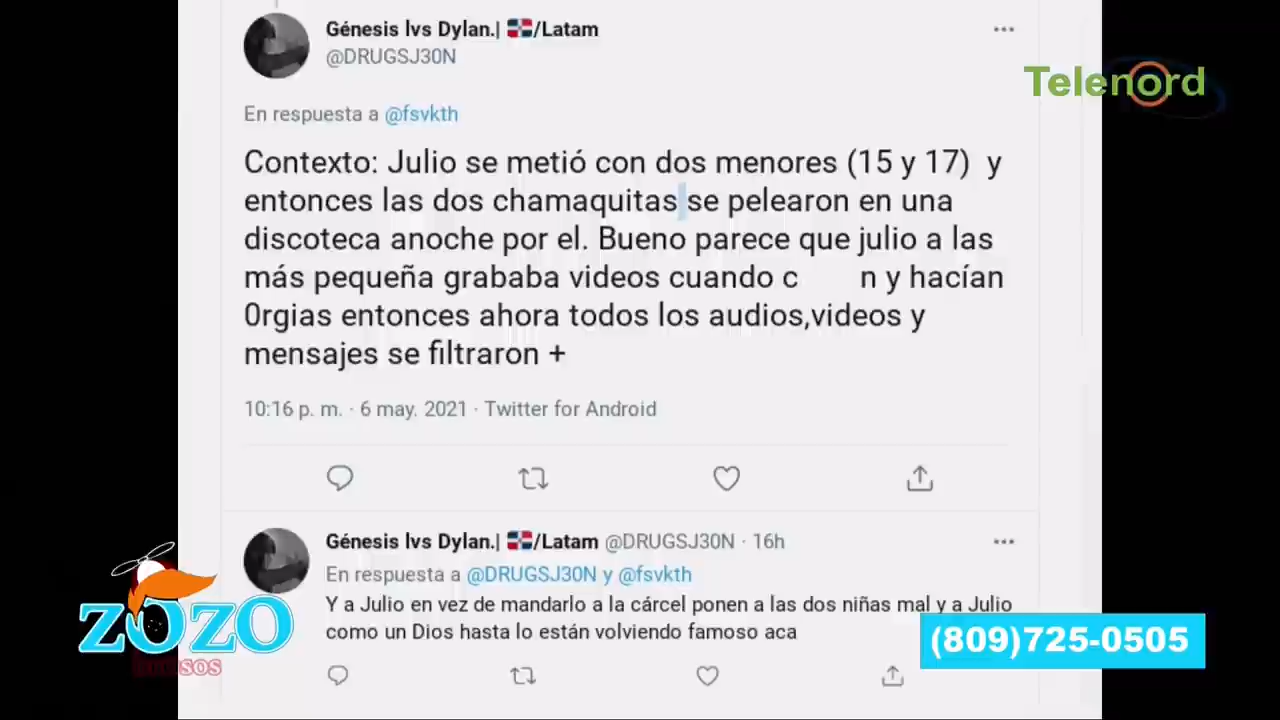 Génesis lvs Dylan.| 🇩🇴/Latam
@DRUGSJ30N
Telenord
En respuesta a @fsvkth
Contexto: Julio se metió con dos menores (15 y 17) y
entonces las dos chamaquitas se pelearon en una
discoteca anoche por el. Bueno parece que julio a las
más pequeña grababa videos cuando c n y hacían
0rgias entonces ahora todos los audios,videos y
mensajes se filtraron +
10:16 p. m. · 6 may. 2021 · Twitter for Android
Génesis lvs Dylan.| 🇩🇴/Latam @DRUGSJ30N · 16h
En respuesta a @DRUGSJ30N y @fsvkth
Y a Julio en vez de mandarlo a la cárcel ponen a las dos niñas mal y a Julio
como un Dios hasta lo están volviendo famoso aca
ZOZO
(809)725-0505